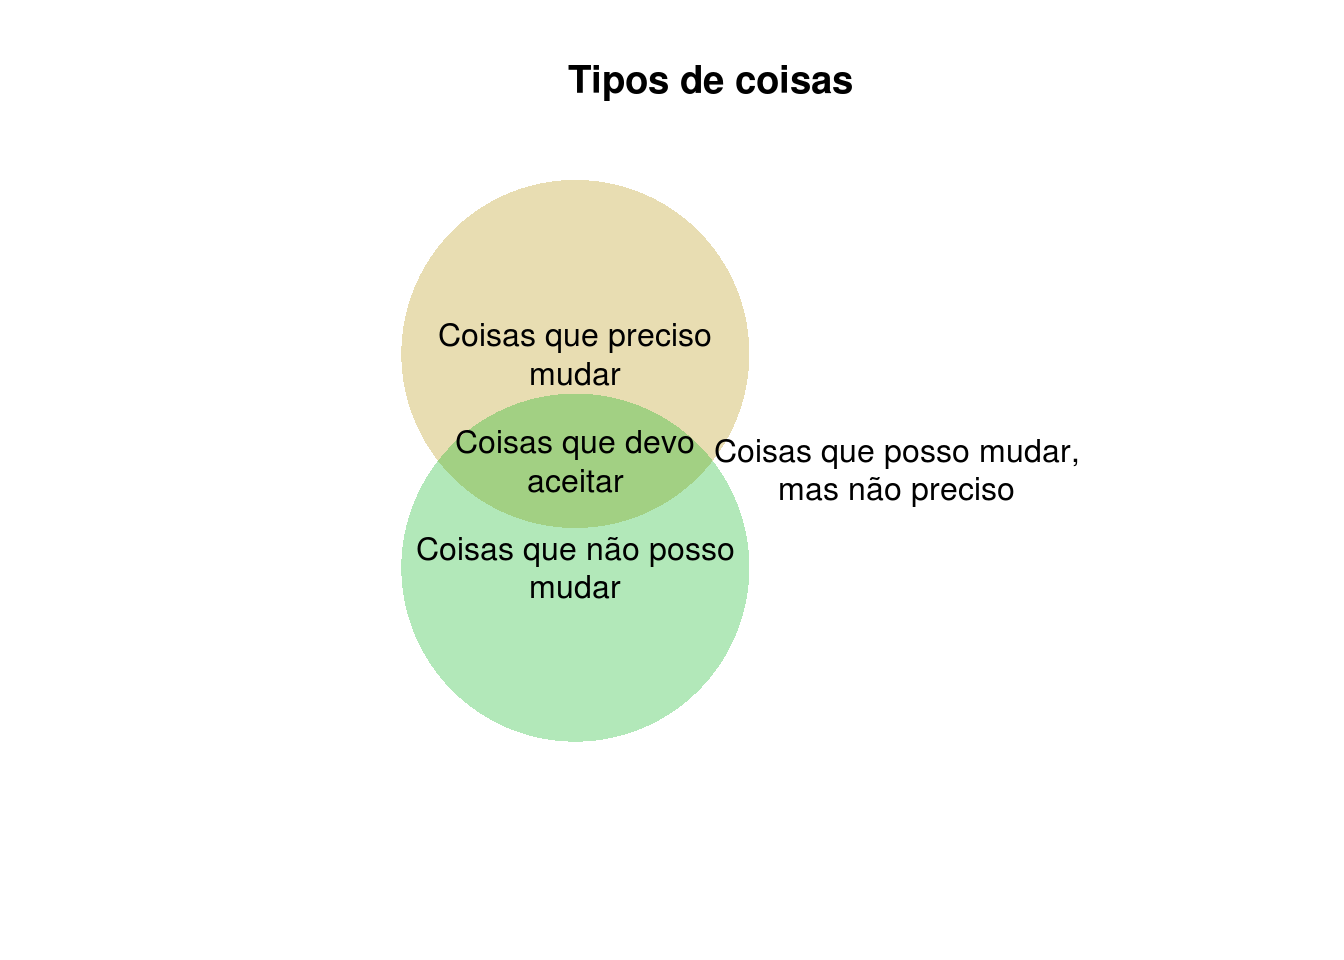 Tipos de coisas
Coisas que preciso
mudar
Coisas que devo
aceitar
Coisas que posso mudar,
mas não preciso
Coisas que não posso
mudar